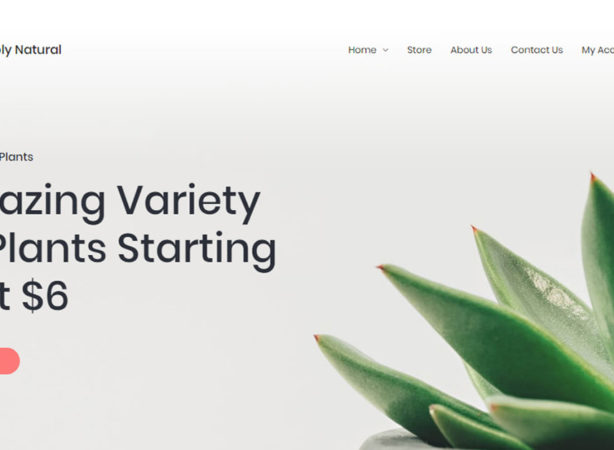 ly Natural
Home
Store
About Us
Contact Us
My Acc
Plants
azing Variety
Plants Starting
t $6